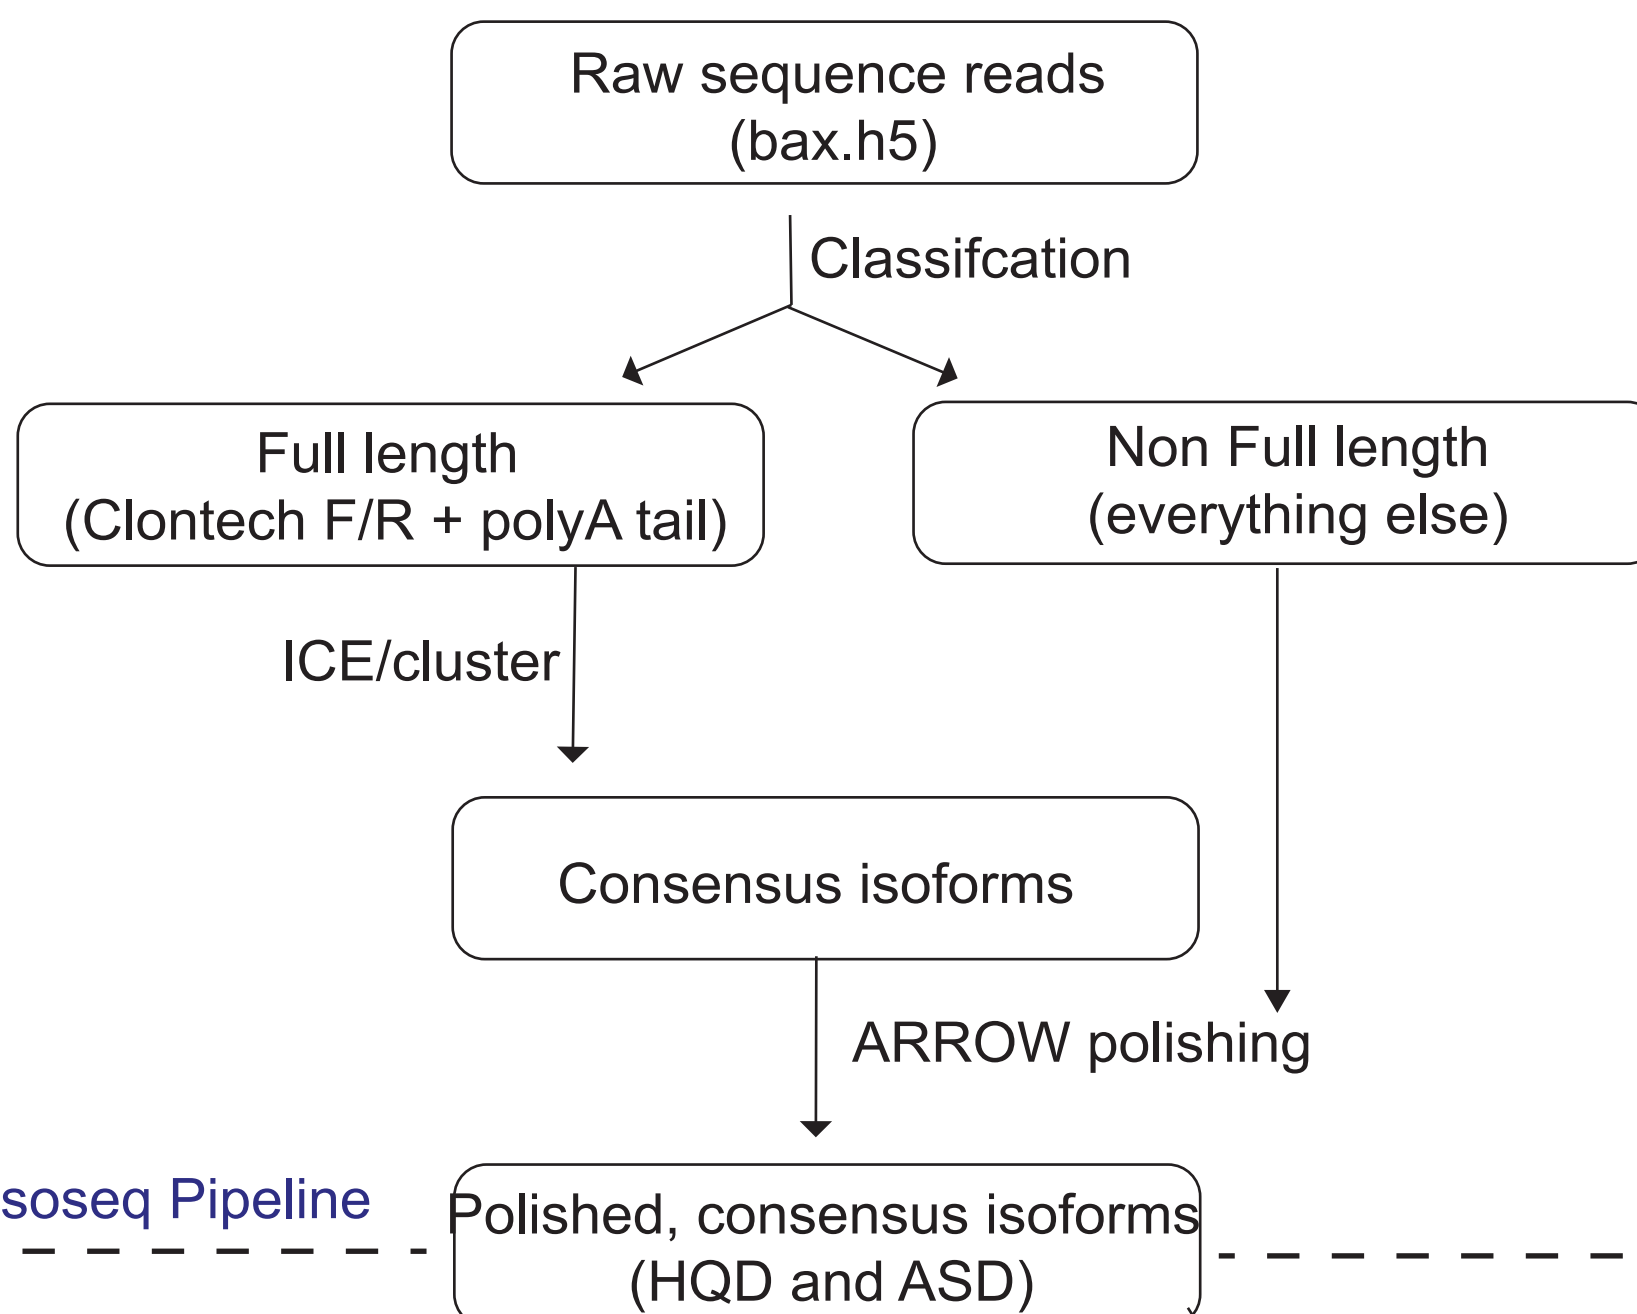 Raw sequence reads
(bax.h5)
Classifcation
Full length
(Clontech F/R + polyA tail)
Non Full length
(everything else)
ICE/cluster
Consensus isoforms
ARROW polishing
soseq Pipeline
Polished, consensus isoforms
(HQD and ASD)